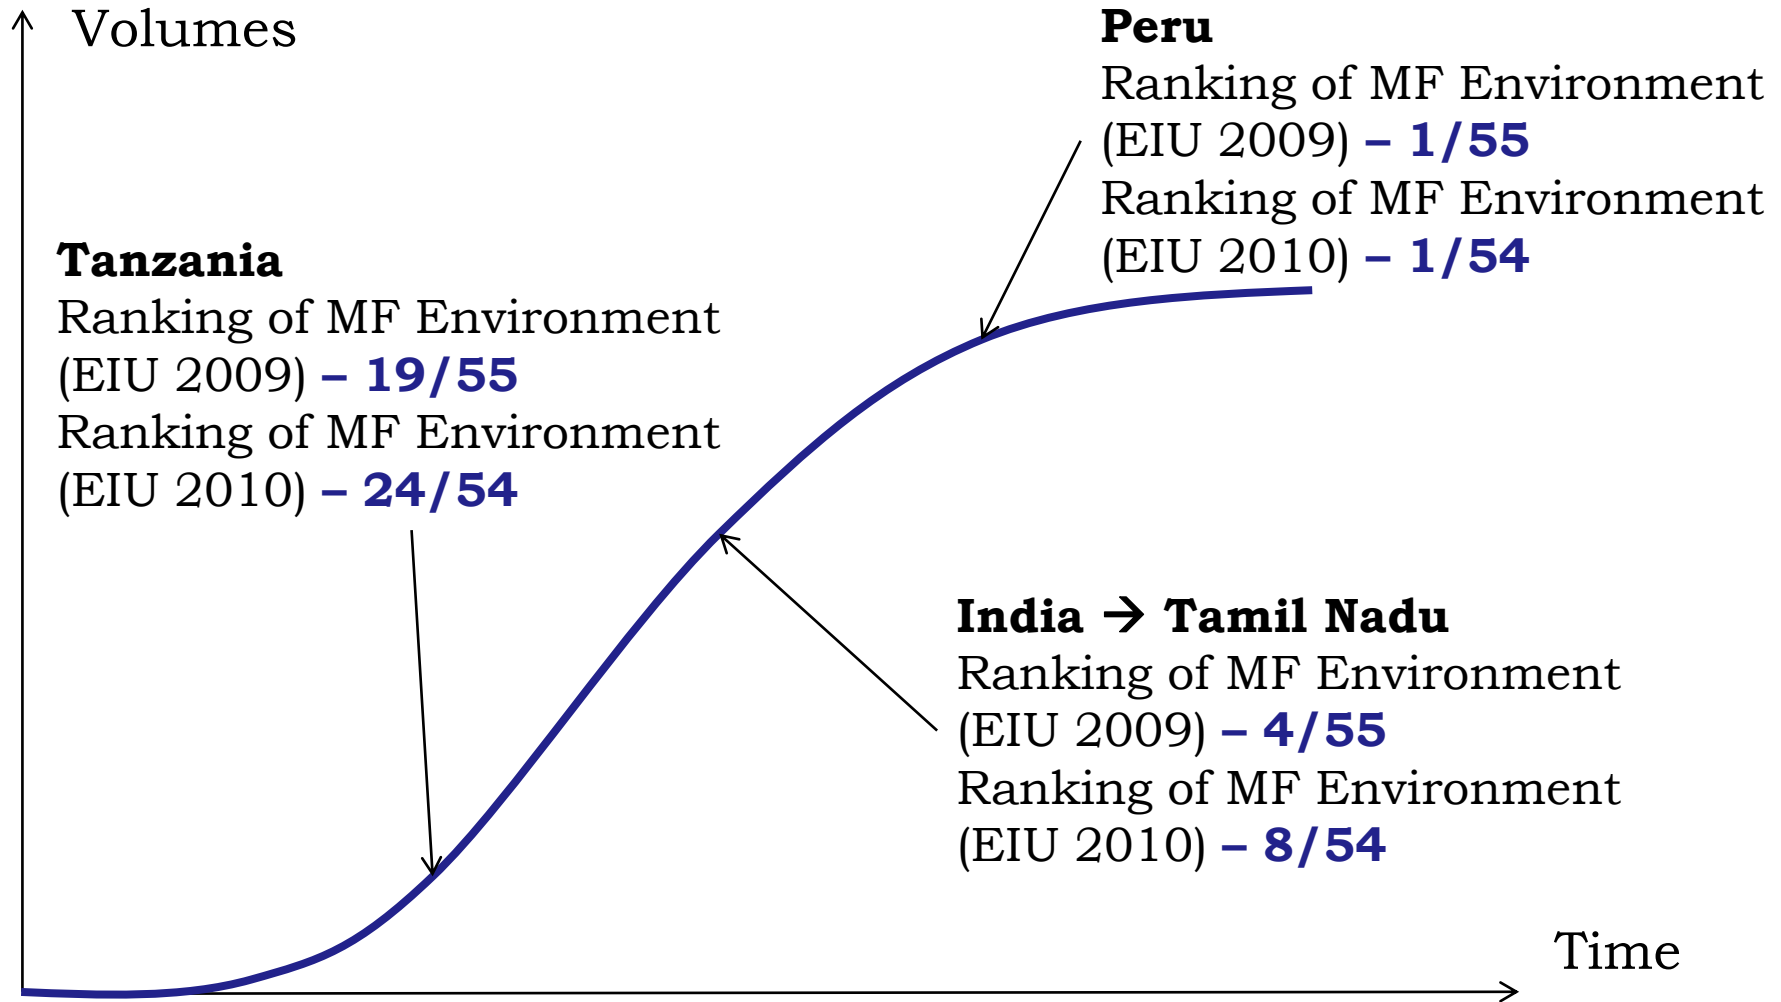 Volumes
Peru
Ranking of MF Environment
(EIU 2009) – 1/55
Ranking of MF Environment
(EIU 2010) – 1/54
Tanzania
Ranking of MF Environment
(EIU 2009) – 19/55
Ranking of MF Environment
(EIU 2010) – 24/54
India → Tamil Nadu
Ranking of MF Environment
(EIU 2009) – 4/55
Ranking of MF Environment
(EIU 2010) – 8/54
Time